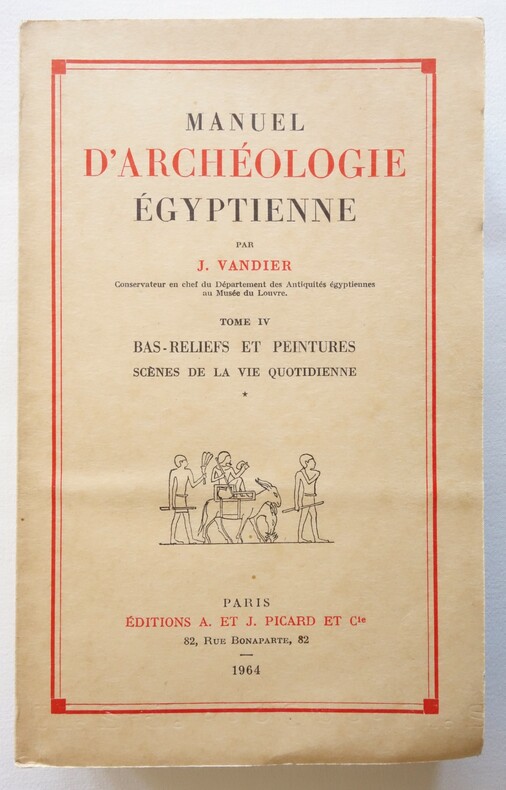 MANUEL
D'ARCHÉOLOGIE
ÉGYPTIENNE
PAR
J. VANDIER
Conservateur en chef du Département des Antiquités égyptiennes
au Musée du Louvre.
TOME IV
BAS-RELIEFS ET PEINTURES
SCÈNES DE LA VIE QUOTIDIENNE
*
PARIS
ÉDITIONS A. ET J. PICARD ET Cie
82, RUE BONAPARTE, 82
1964